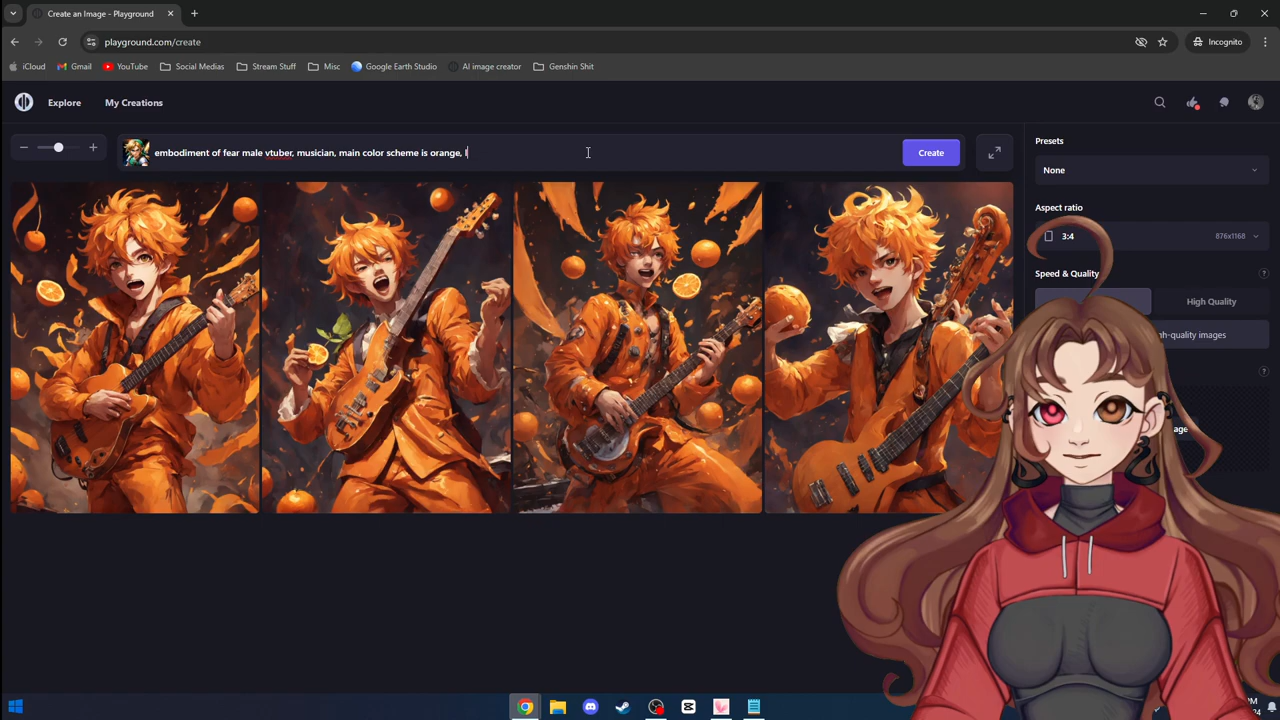 Create an Image - Playground
playground.com/create
Incognito
iCloud
Gmail
YouTube
Social Medias
Stream Stuff
Misc
Google Earth Studio
AI image creator
Genshin Shit
Explore
My Creations
embodiment of fear male vtuber, musician, main color scheme is orange,
Create
Presets
None
Aspect ratio
3:4
876x1168
Speed & Quality
High Quality